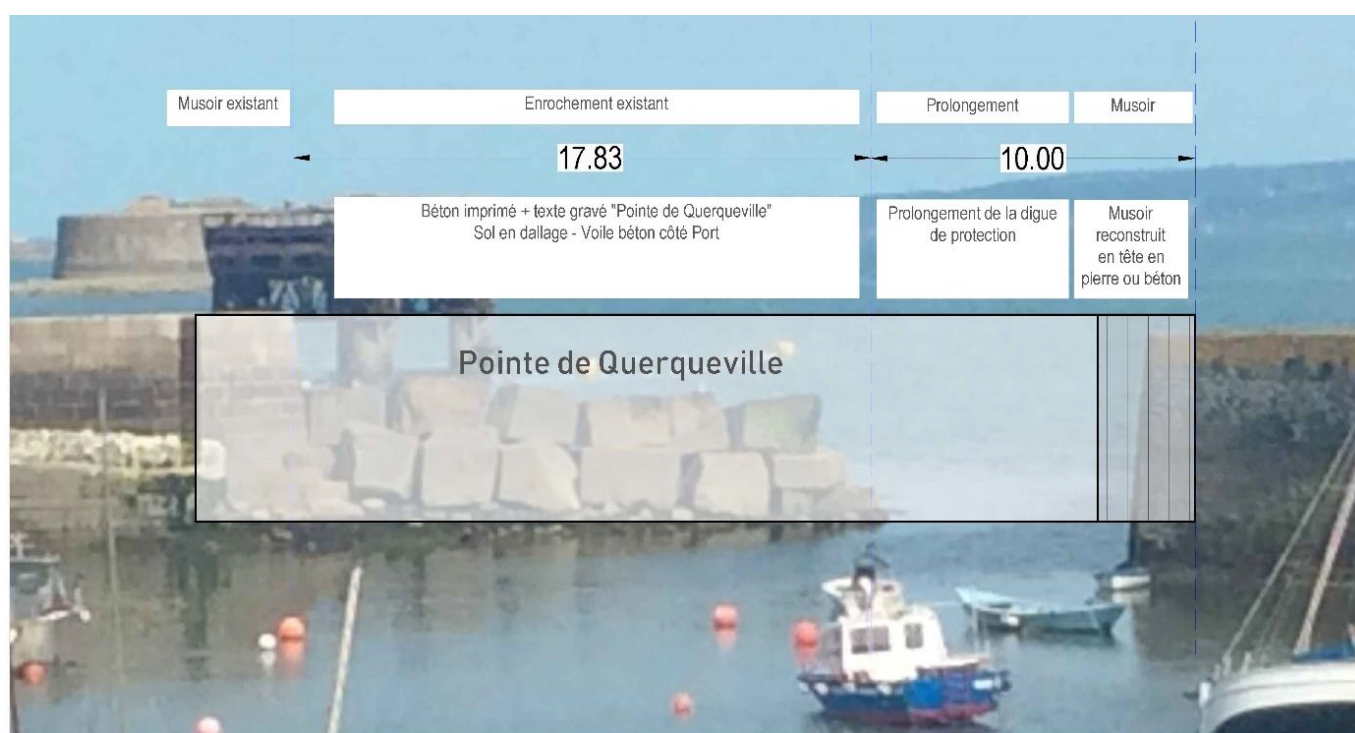 Musoir existant
Enrochement existant
Prolongement
Musoir
17.83
10.00
Béton imprimé + texte gravé "Pointe de Querqueville"
Sol en dallage - Voile béton côté Port
Prolongement de la digue
de protection
Musoir
reconstruit
en tête en
pierre ou béton
Pointe de Querqueville